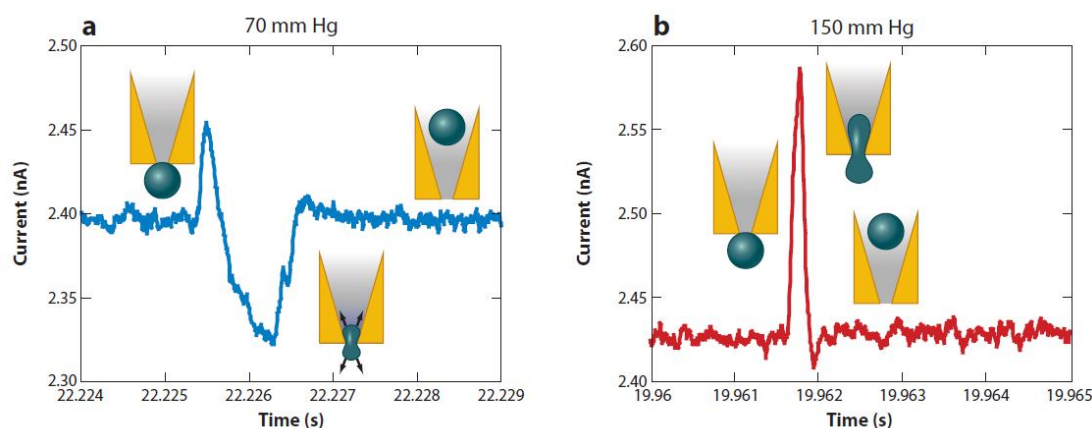 a 70 mm Hg
2.50
2.45
2.40
2.35
2.30
Current (nA)
22.224 22.225 22.226 22.227 22.228 22.229
Time (s)
b 150 mm Hg
2.60
2.55
2.50
2.45
2.40
Current (nA)
19.96 19.961 19.962 19.963 19.964 19.965
Time (s)